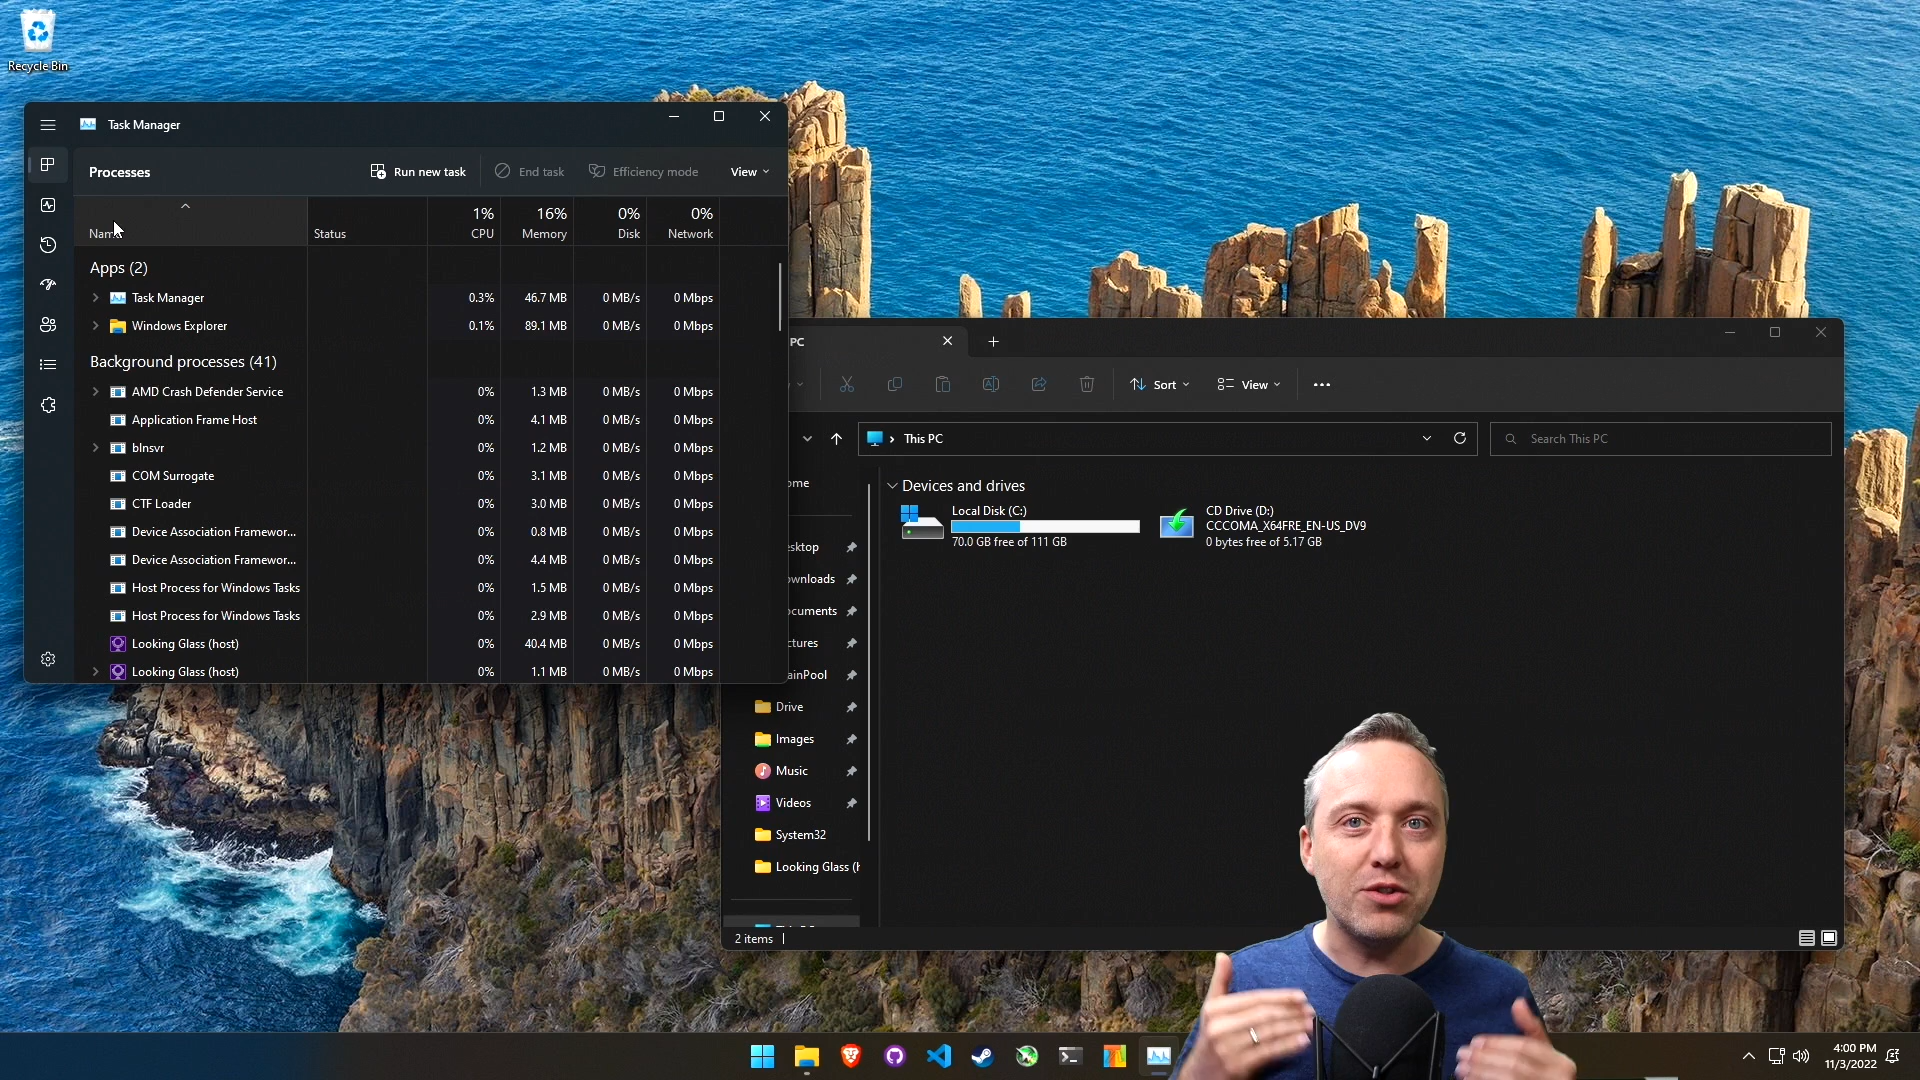 Recycle Bin
Task Manager
Processes
Run new task
End task
Efficiency mode
View
Name
Status
1%
CPU
16%
Memory
0%
Disk
0%
Network
Apps (2)
Task Manager 0.3% 46.7 MB 0 MB/s 0 Mbps
Windows Explorer 0.1% 89.1 MB 0 MB/s 0 Mbps
Background processes (41)
AMD Crash Defender Service 0% 1.3 MB 0 MB/s 0 Mbps
Application Frame Host 0% 4.1 MB 0 MB/s 0 Mbps
blnsvr 0% 1.2 MB 0 MB/s 0 Mbps
COM Surrogate 0% 3.1 MB 0 MB/s 0 Mbps
CTF Loader 0% 3.0 MB 0 MB/s 0 Mbps
Device Association Framewor... 0% 0.8 MB 0 MB/s 0 Mbps
Device Association Framewor... 0% 4.4 MB 0 MB/s 0 Mbps
Host Process for Windows Tasks 0% 1.5 MB 0 MB/s 0 Mbps
Host Process for Windows Tasks 0% 2.9 MB 0 MB/s 0 Mbps
Looking Glass (host) 0% 40.4 MB 0 MB/s 0 Mbps
Looking Glass (host) 0% 1.1 MB 0 MB/s 0 Mbps
PC
Sort
View
This PC
Search This PC
ome
esktop
ownloads
ocuments
ctures
ainPool
Drive
Images
Music
Videos
System32
Looking Glass (h
Devices and drives
Local Disk (C:)
70.0 GB free of 111 GB
CD Drive (D:)
CCCOMA_X64FRE_EN-US_DV9
0 bytes free of 5.17 GB
2 items
4:00 PM
11/3/2022